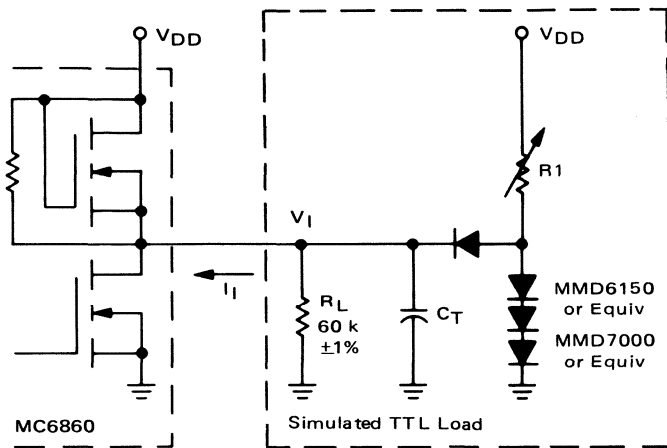 VDD
VDD
R1
VI
II
RL
60 k
±1%
CT
MMD6150
or Equiv
MMD7000
or Equiv
MC6860
Simulated TTL Load